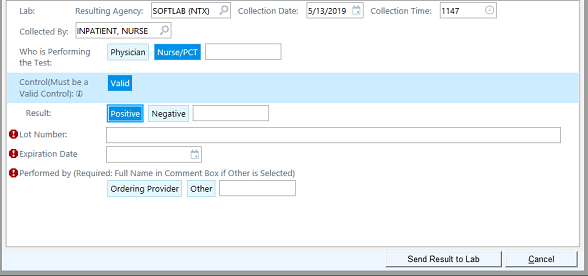 Lab: Resulting Agency: SOFTLAB (NTX) Collection Date: 5/13/2019 Collection Time: 1147
Collected By: INPATIENT, NURSE
Who is Performing the Test: Physician Nurse/PCT
Control(Must be a Valid Control): Valid
Result: Positive Negative
Lot Number:
Expiration Date
Performed by (Required: Full Name in Comment Box if Other is Selected)
Ordering Provider Other
Send Result to Lab Cancel